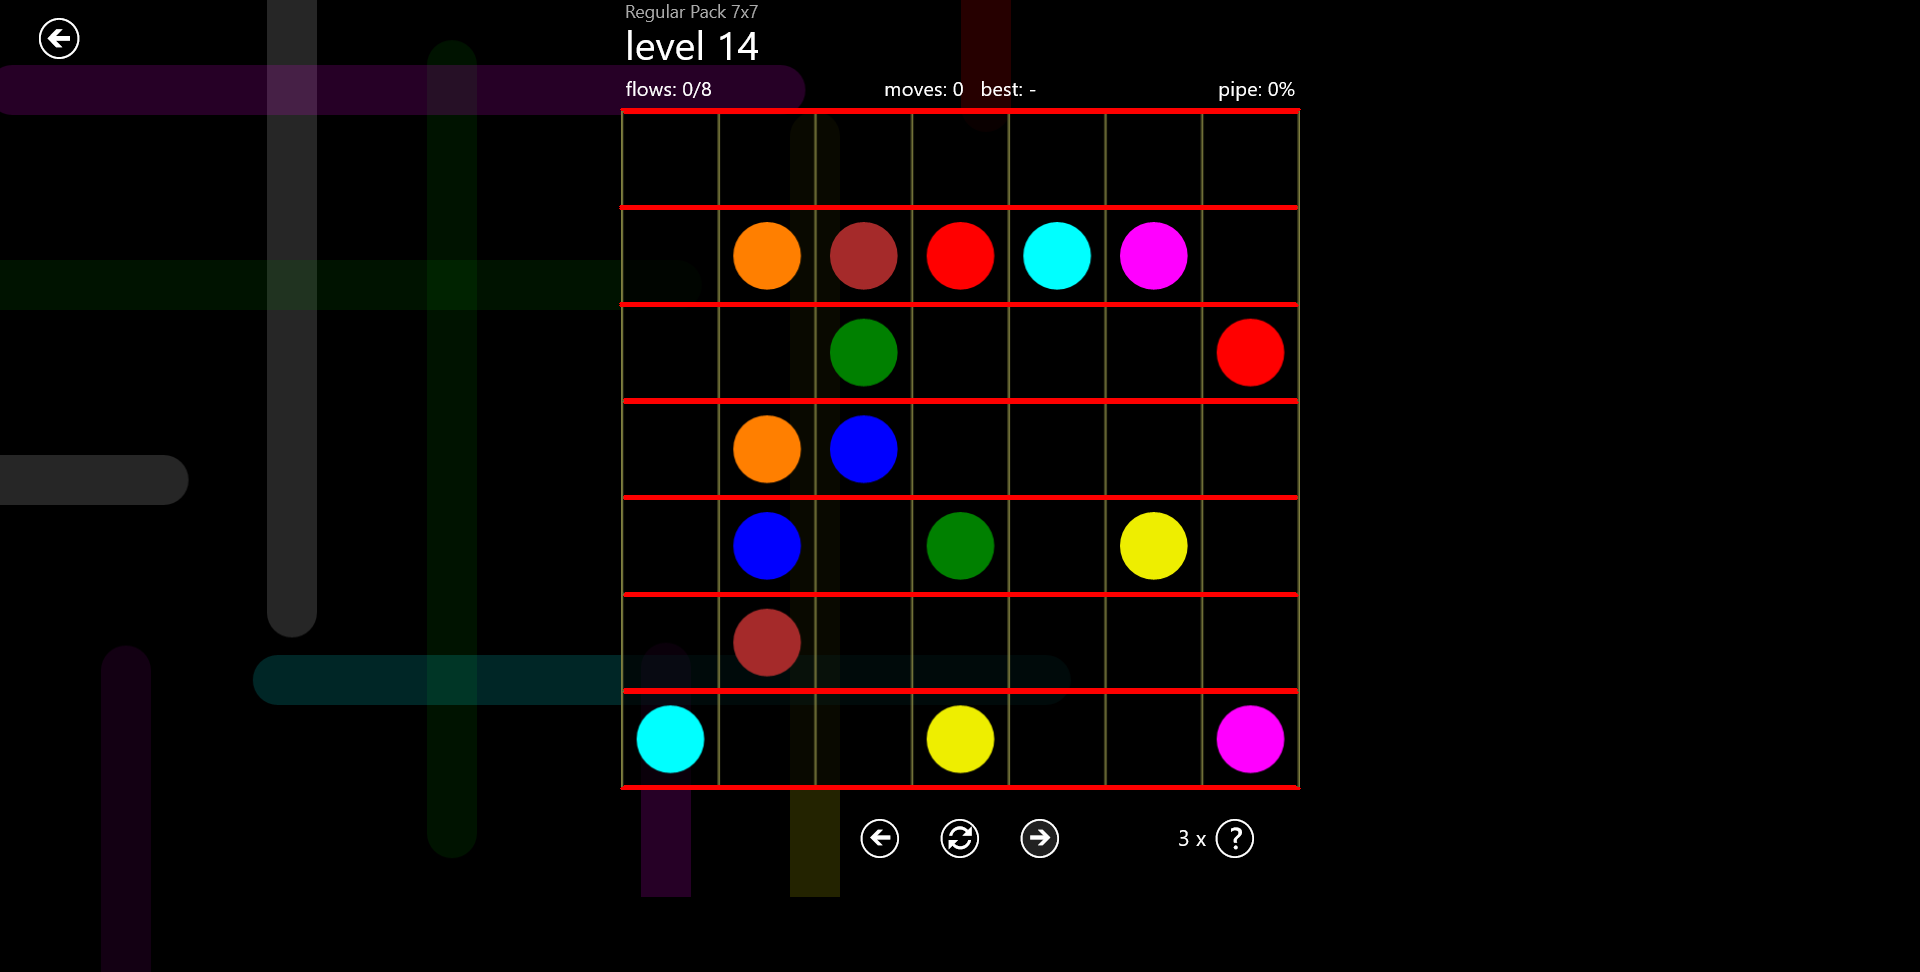 Regular Pack 7x7
level 14
flows: 0/8 moves: 0 best: - pipe: 0%
3 x ?